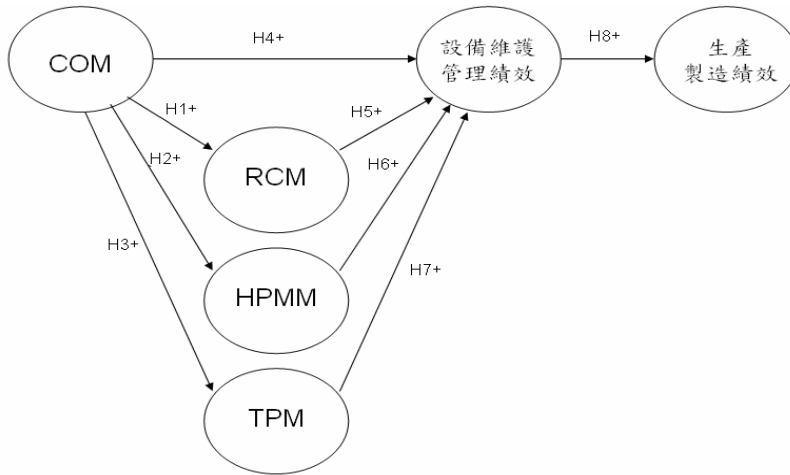 COM
H4+
設備維護
管理績效
H8+
生產
製造績效
H1+
H5+
RCM
H2+
H6+
H3+
HPMM
H7+
TPM